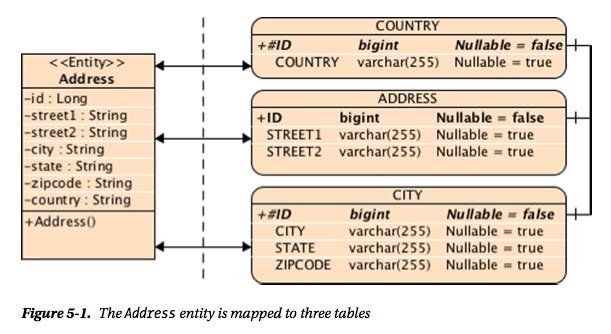 <<Entity>>
Address
-id : Long
-street1 : String
-street2 : String
-city : String
-state : String
-zipcode : String
-country : String
+Address()
COUNTRY
+#ID bigint Nullable = false
COUNTRY varchar(255) Nullable = true
ADDRESS
+ID bigint Nullable = false
STREET1 varchar(255) Nullable = true
STREET2 varchar(255) Nullable = true
CITY
+#ID bigint Nullable = false
CITY varchar(255) Nullable = true
STATE varchar(255) Nullable = true
ZIPCODE varchar(255) Nullable = true
Figure 5-1. The Address entity is mapped to three tables